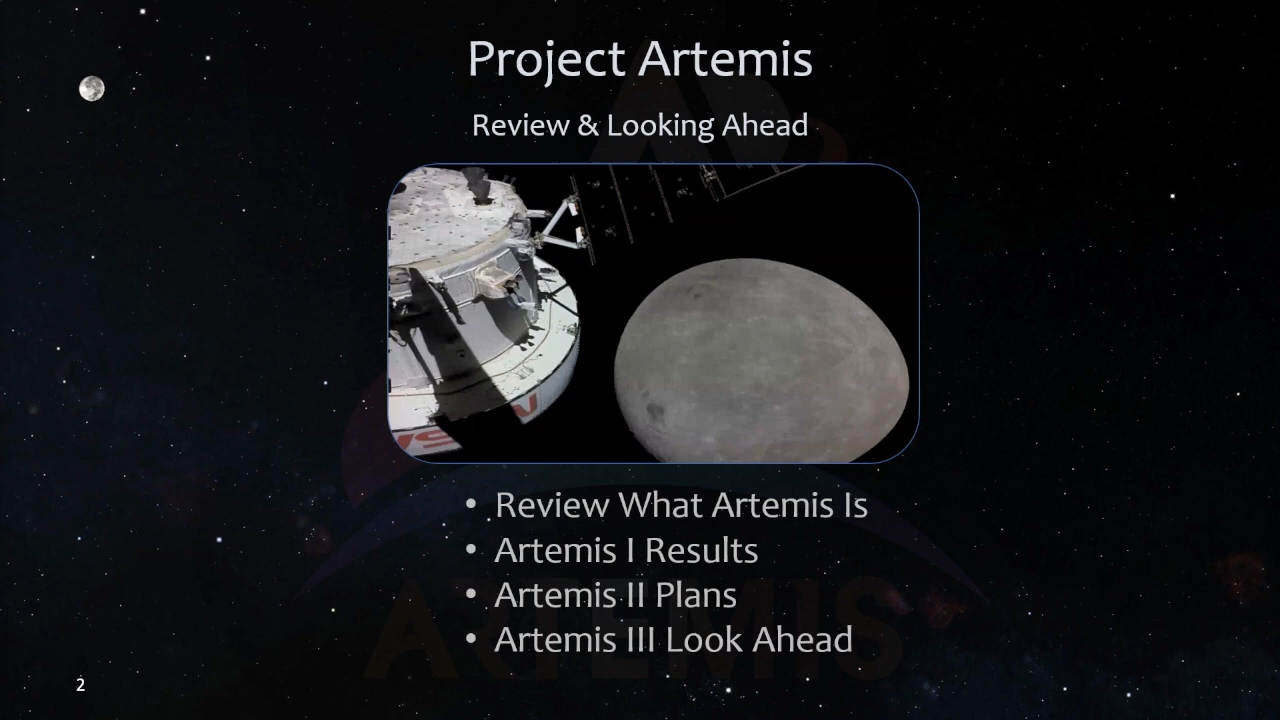 Project Artemis
Review & Looking Ahead
• Review What Artemis Is
• Artemis I Results
• Artemis II Plans
• Artemis III Look Ahead
ARTEMIS
2